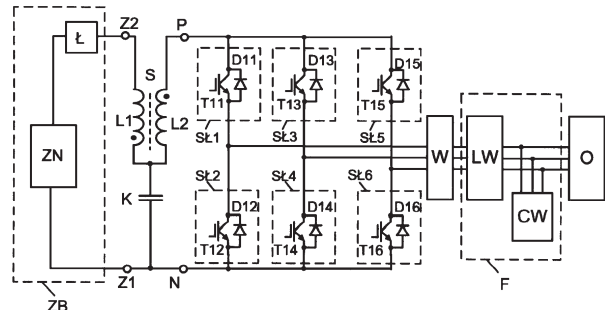 Z2
P
Ł
S
D11
D13
D15
L1
L2
T11
T13
T15
ZN
SŁ1
SŁ3
SŁ5
W
LW
O
K
SŁ2
SŁ4
SŁ6
D12
D14
D16
CW
T12
T14
T16
Z1
N
F
ZB